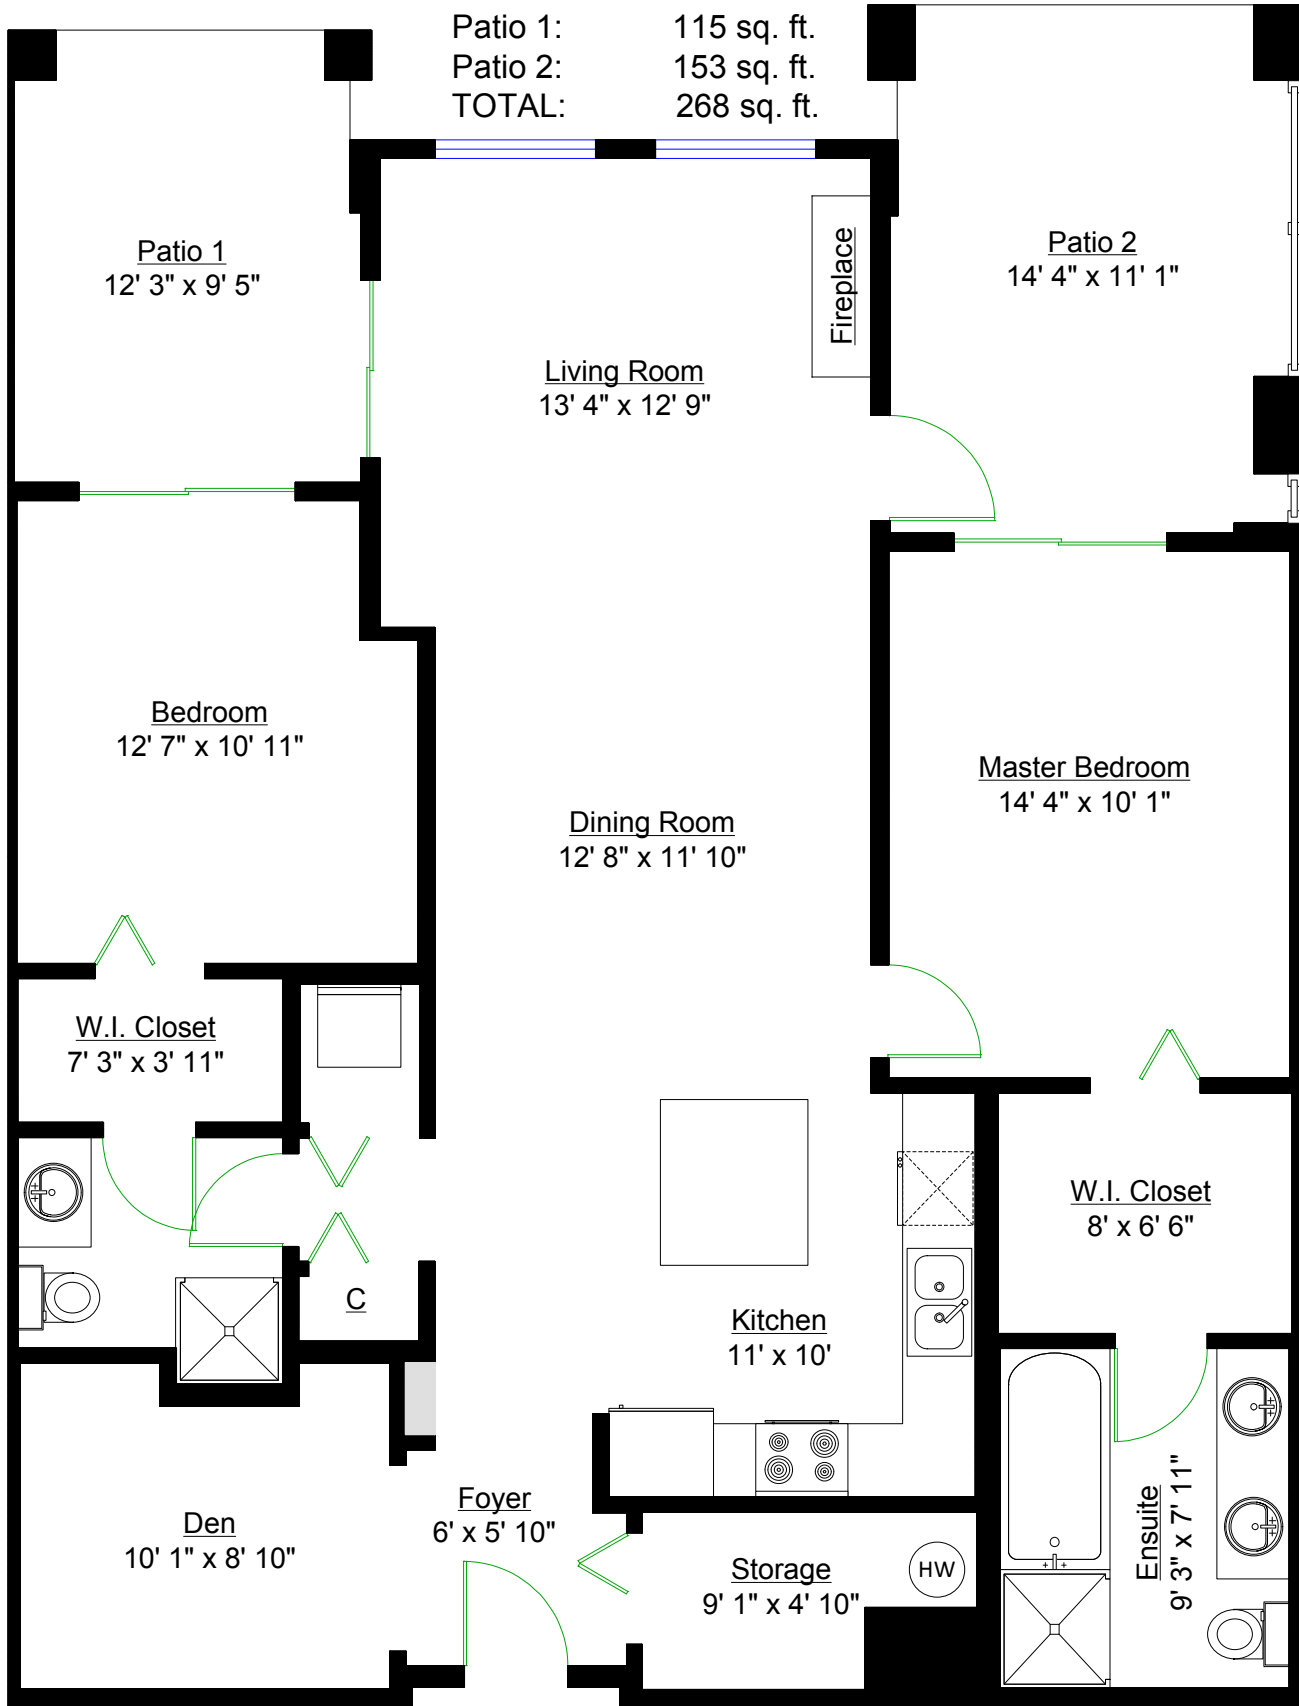 Patio 1: 115 sq. ft.
Patio 2: 153 sq. ft.
TOTAL: 268 sq. ft.
Patio 1
12' 3" x 9' 5"
Fireplace
Patio 2
14' 4" x 11' 1"
Living Room
13' 4" x 12' 9"
Bedroom
12' 7" x 10' 11"
Master Bedroom
14' 4" x 10' 1"
Dining Room
12' 8" x 11' 10"
W.I. Closet
7' 3" x 3' 11"
W.I. Closet
8' x 6' 6"
C
Kitchen
11' x 10'
Foyer
6' x 5' 10"
Den
10' 1" x 8' 10"
Storage
9' 1" x 4' 10"
HW
Ensuite
9' 3" x 7' 11"